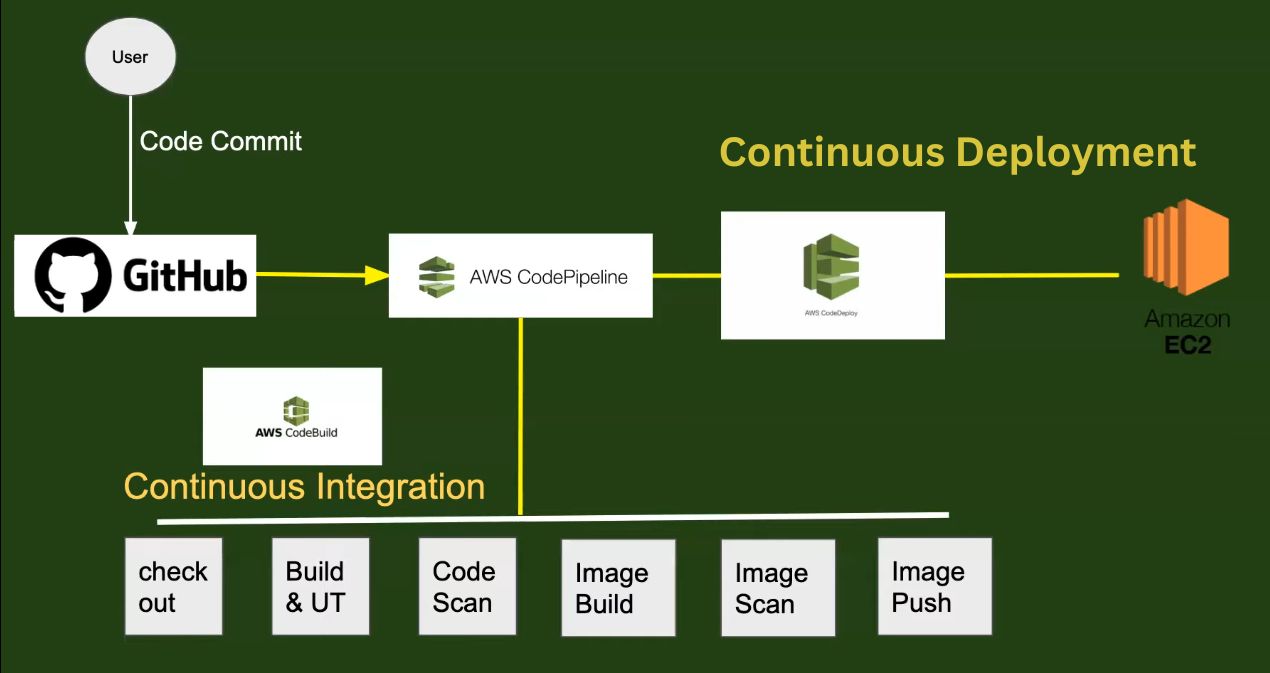 User
Code Commit
Continuous Deployment
GitHub
AWS CodePipeline
AWS CodeDeploy
Amazon
EC2
AWS CodeBuild
Continuous Integration
check
out
Build
& UT
Code
Scan
Image
Build
Image
Scan
Image
Push